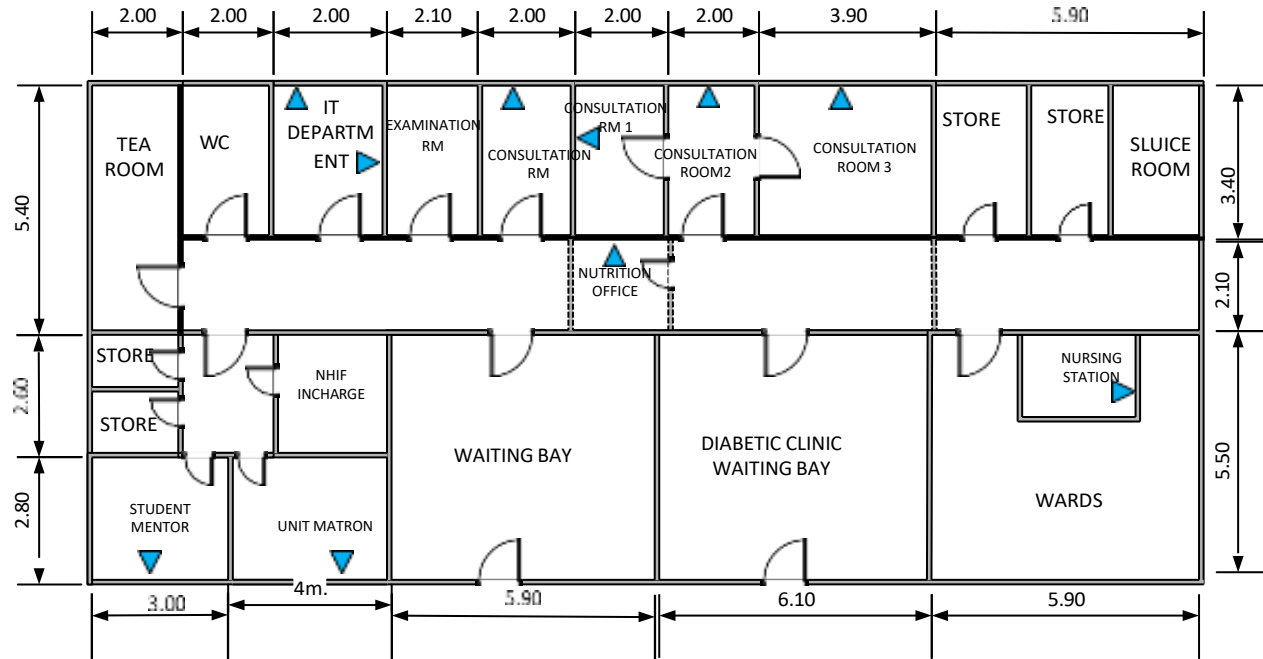 2.00 2.00 2.00 2.10 2.00 2.00 2.00 3.90 5.90
TEA
ROOM
WC
IT
DEPARTM
ENT
EXAMINATION
RM
CONSULTATION
RM
CONSULTATION
RM 1
CONSULTATION
ROOM2
CONSULTATION
ROOM 3
STORE
STORE
SLUICE
ROOM
5.40
3.40
NUTRITION
OFFICE
2.10
STORE
STORE
2.60
NHIF
INCHARGE
WAITING BAY
DIABETIC CLINIC
WAITING BAY
NURSING
STATION
WARDS
5.50
2.80
STUDENT
MENTOR
UNIT MATRON
3.00 4m. 5.90 6.10 5.90